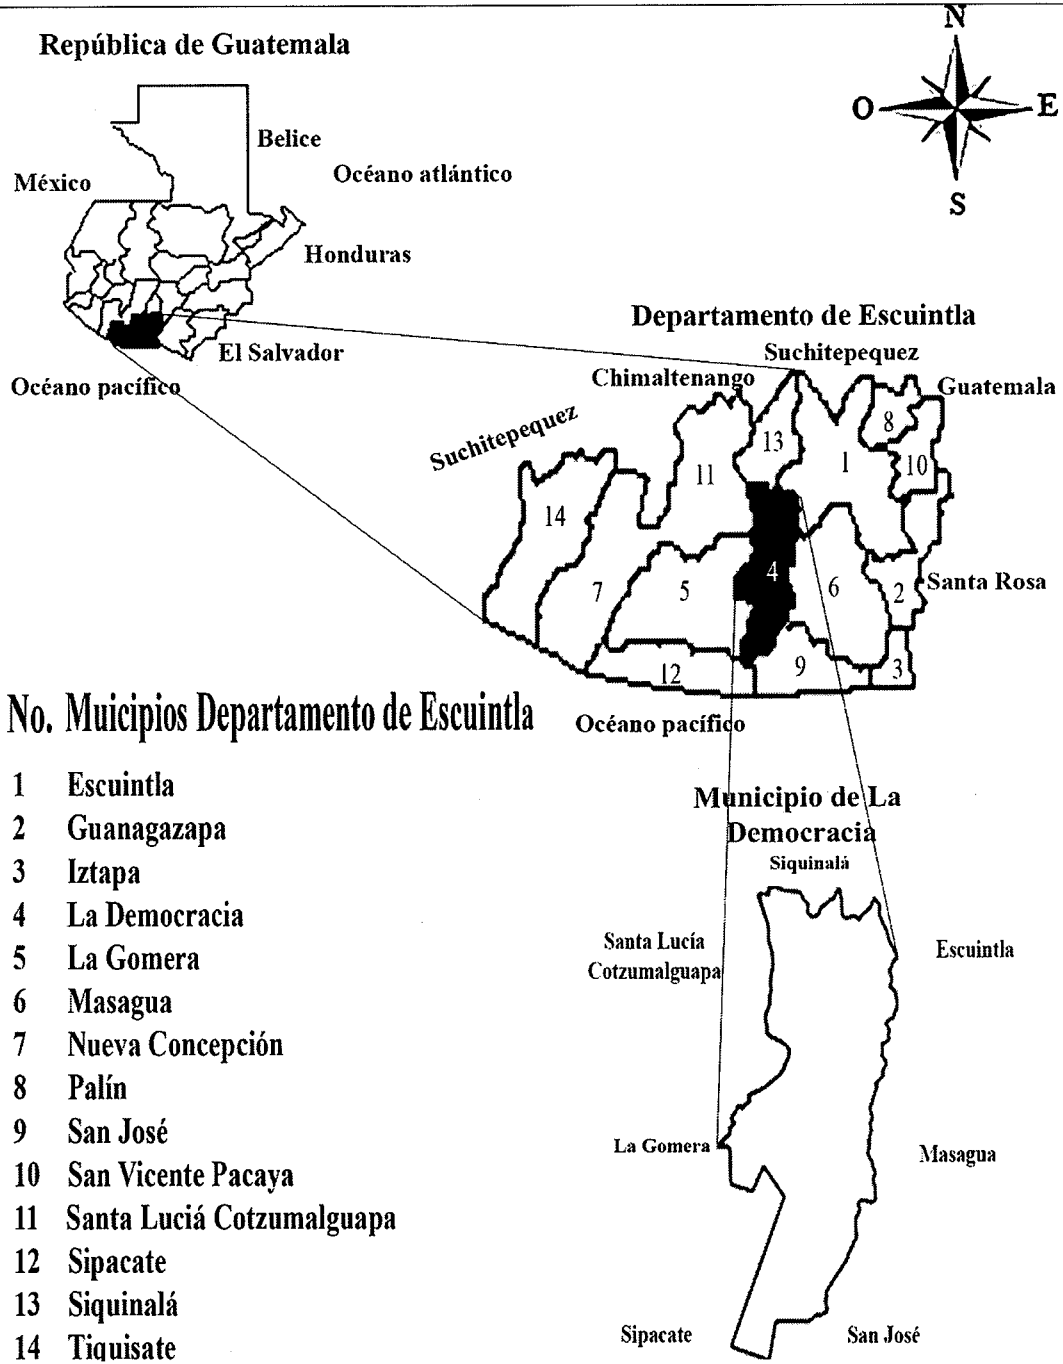 N
República de Guatemala
O
E
Belice
México
Océano atlántico
S
Honduras
Departamento de Escuintla
El Salvador
Suchitepequez
Océano pacífico
Chimaltenango
Guatemala
Suchitepequez
8
13
1
10
11
14
4
Santa Rosa
7
5
6
2
12
9
3
Océano pacífico
No. Muicipios Departamento de Escuintla
1 Escuintla
2 Guanagazapa
3 Iztapa
4 La Democracia
5 La Gomera
6 Masagua
7 Nueva Concepción
8 Palín
9 San José
10 San Vicente Pacaya
11 Santa Luciá Cotzumalguapa
12 Sipacate
13 Siquinalá
14 Tiquisate
Municipio de La
Democracia
Siquinalá
Santa Lucía
Cotzumalguapa
Escuintla
La Gomera
Masagua
Sipacate
San José